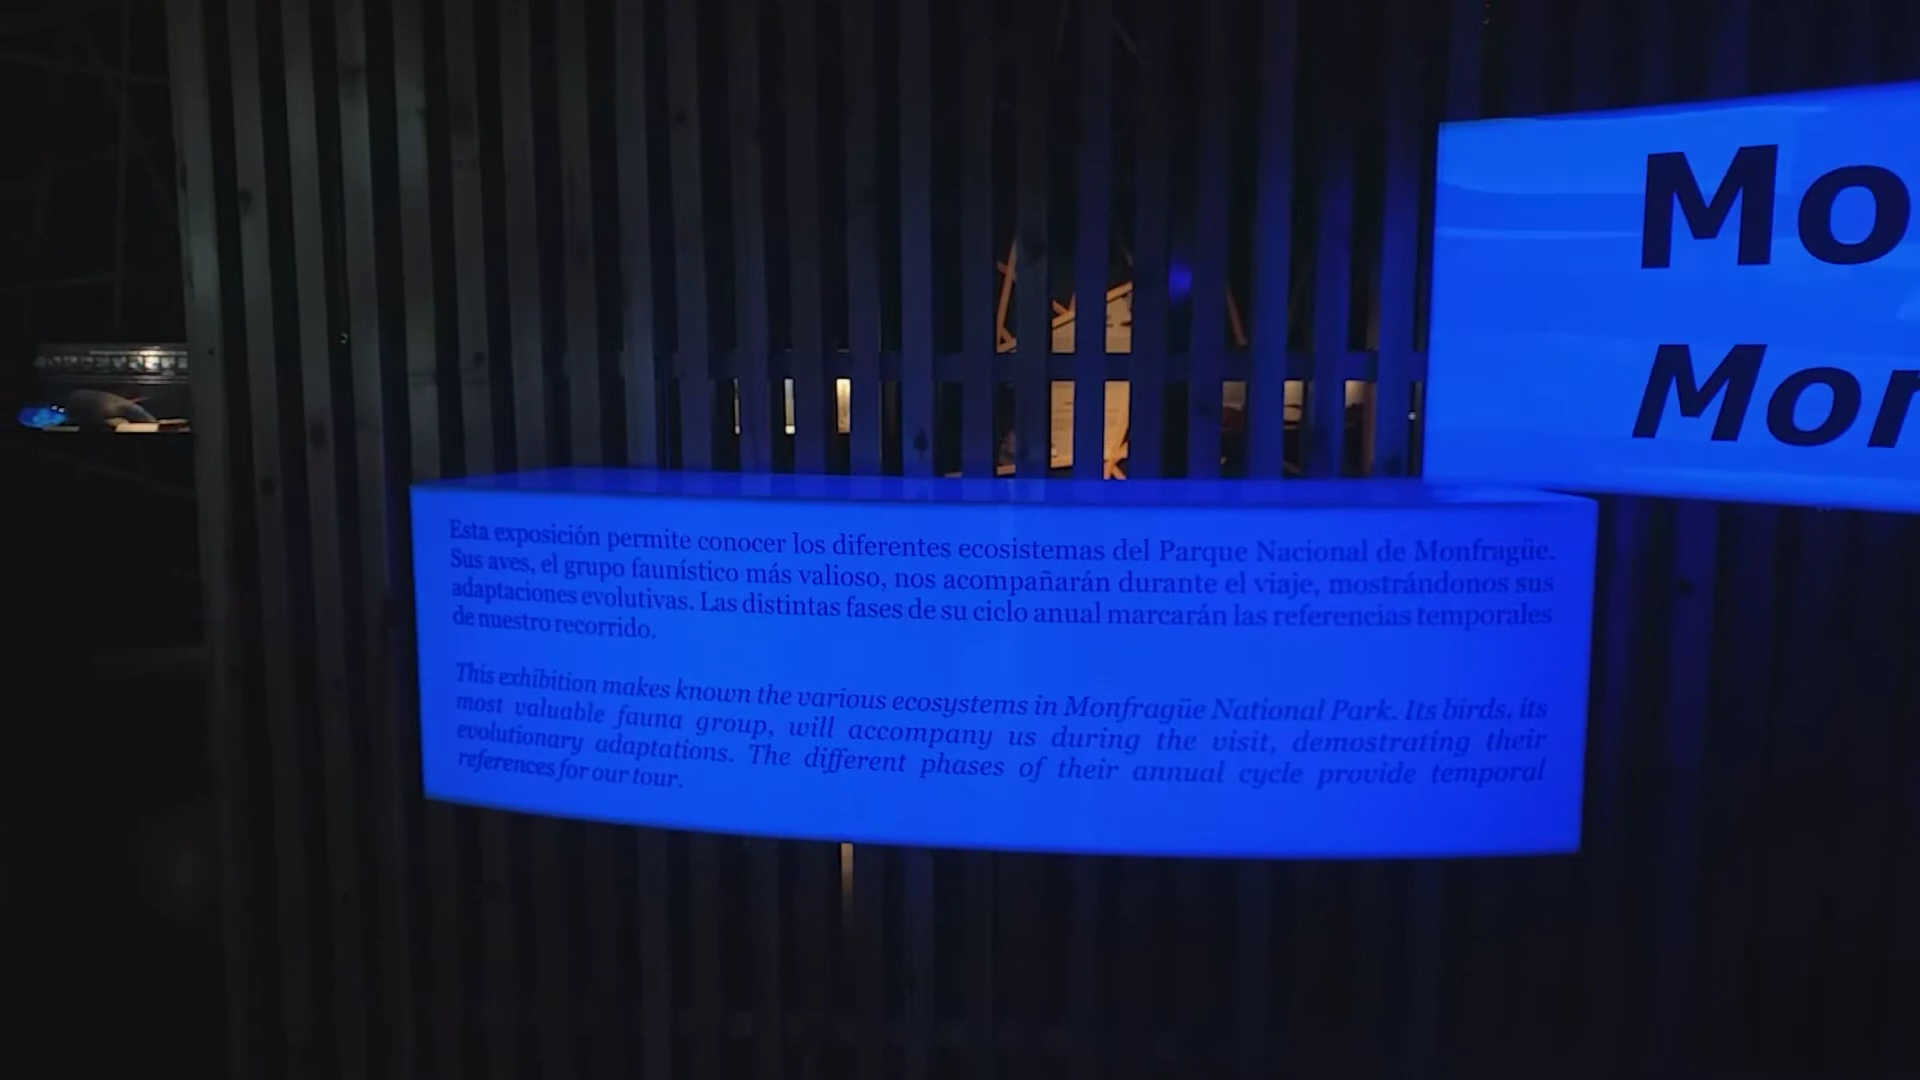 Mo
Mon
Esta exposición permite conocer los diferentes ecosistemas del Parque Nacional de Monfragüe.
Sus aves, el grupo faunístico más valioso, nos acompañarán durante el viaje, mostrándonos sus
adaptaciones evolutivas. Las distintas fases de su ciclo anual marcarán las referencias temporales
de nuestro recorrido.
This exhibition makes known the various ecosystems in Monfragüe National Park. Its birds, its
most valuable fauna group, will accompany us during the visit, demostrating their
evolutionary adaptations. The different phases of their annual cycle provide temporal
references for our tour.